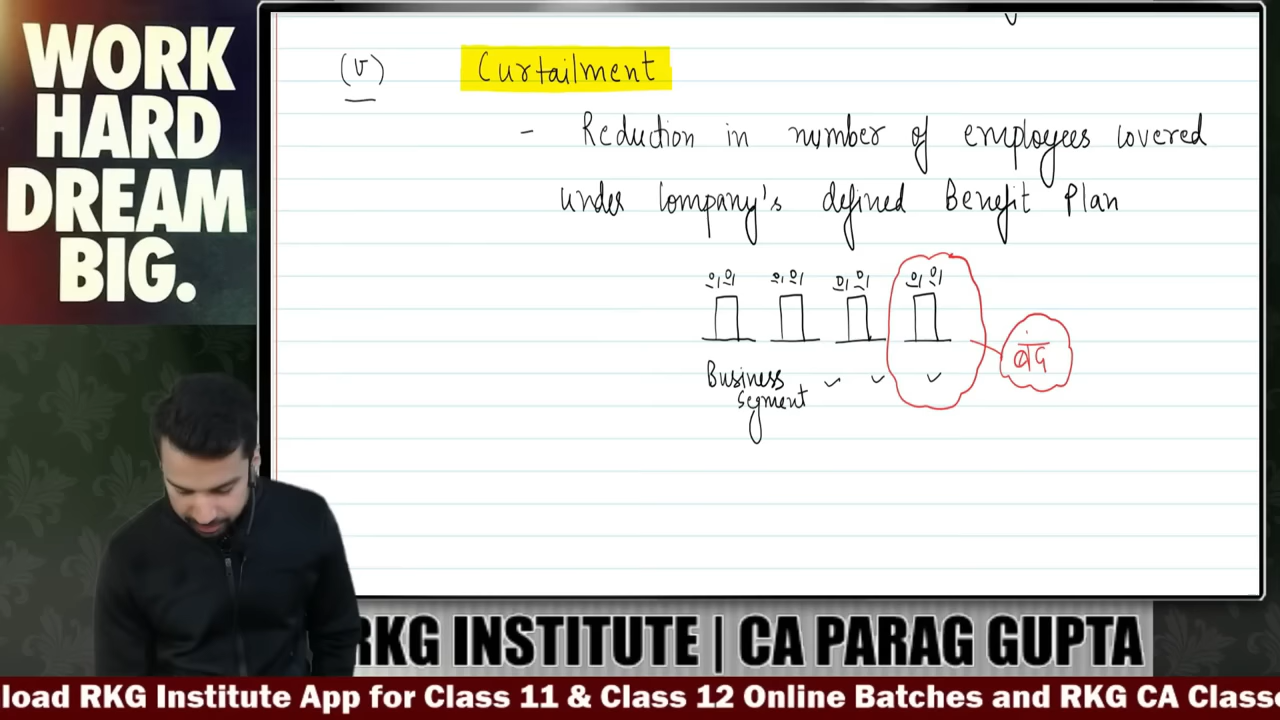 WORK
HARD
DREAM
BIG.
(v) Curtailment
- Reduction in number of employees covered
under Company's defined Benefit Plan
Business
Segment
बंद
RKG INSTITUTE | CA PARAG GUPTA
load RKG Institute App for Class 11 & Class 12 Online Batches and RKG CA Classe